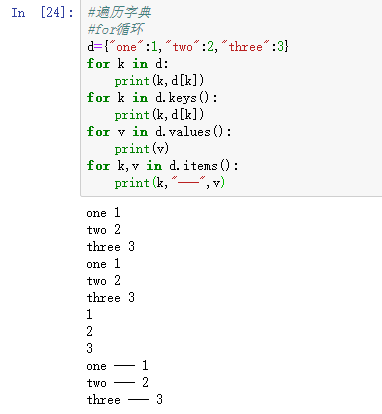 In [24]:
#遍历字典
#for循环
d={"one":1,"two":2,"three":3}
for k in d:
    print(k,d[k])
for k in d.keys():
    print(k,d[k])
for v in d.values():
    print(v)
for k,v in d.items():
    print(k,"---",v)
one 1
two 2
three 3
one 1
two 2
three 3
1
2
3
one --- 1
two --- 2
three --- 3